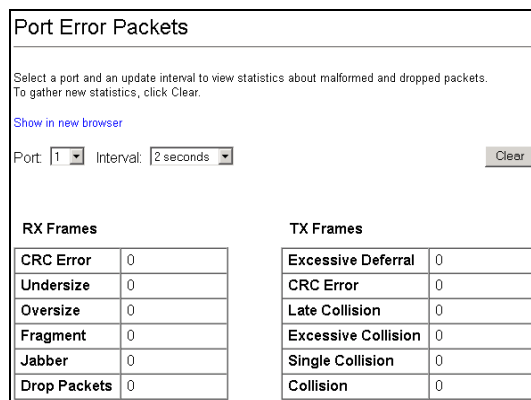 Port Error Packets
Select a port and an update interval to view statistics about malformed and dropped packets.
To gather new statistics, click Clear.
Show in new browser
Port: 1 Interval: 2 seconds Clear
RX Frames
CRC Error 0
Undersize 0
Oversize 0
Fragment 0
Jabber 0
Drop Packets 0
TX Frames
Excessive Deferral 0
CRC Error 0
Late Collision 0
Excessive Collision 0
Single Collision 0
Collision 0